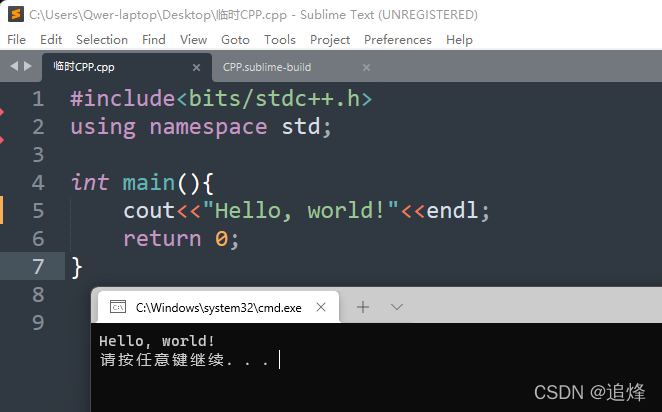 C:\Users\Qwer-laptop\Desktop\临时CPP.cpp - Sublime Text (UNREGISTERED)
File Edit Selection Find View Goto Tools Project Preferences Help
临时CPP.cpp CPP.sublime-build
1 #include<bits/stdc++.h>
2 using namespace std;
3
4 int main(){
5 cout<<"Hello, world!"<<endl;
6 return 0;
7 }
8
9
C:\Windows\system32\cmd.exe
Hello, world!
请按任意键继续. . .
CSDN @追烽